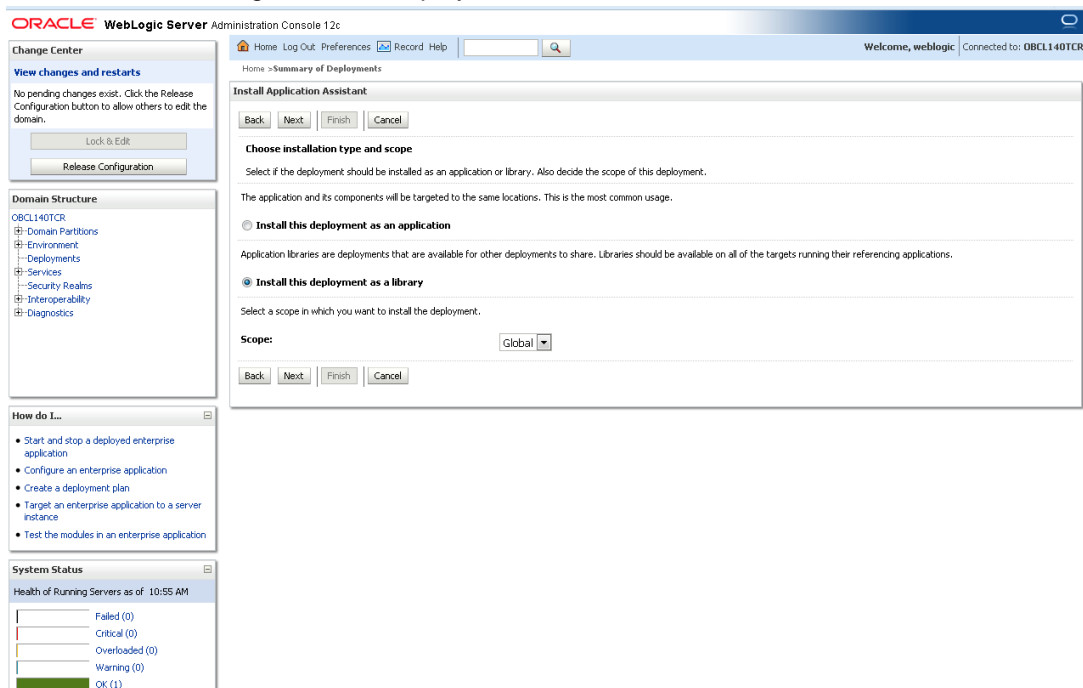 ORACLE WebLogic Server Administration Console 12c
Change Center
View changes and restarts
No pending changes exist. Click the Release
Configuration button to allow others to edit the
domain.
Lock & Edit
Release Configuration
Domain Structure
OBCL140TCR
Domain Partitions
Environment
Deployments
Services
Security Realms
Interoperability
Diagnostics
How do I...
Start and stop a deployed enterprise
application
Configure an enterprise application
Create a deployment plan
Target an enterprise application to a server
instance
Test the modules in an enterprise application
System Status
Health of Running Servers as of 10:55 AM
Failed (0)
Critical (0)
Overloaded (0)
Warning (0)
OK (1)
Home Log Out Preferences Record Help
Welcome, weblogic Connected to: OBCL140TCR
Home >Summary of Deployments
Install Application Assistant
Back Next Finish Cancel
Choose installation type and scope
Select if the deployment should be installed as an application or library. Also decide the scope of this deployment.
The application and its components will be targeted to the same locations. This is the most common usage.
Install this deployment as an application
Application libraries are deployments that are available for other deployments to share. Libraries should be available on all of the targets running their referencing applications.
Install this deployment as a library
Select a scope in which you want to install the deployment.
Scope: Global
Back Next Finish Cancel